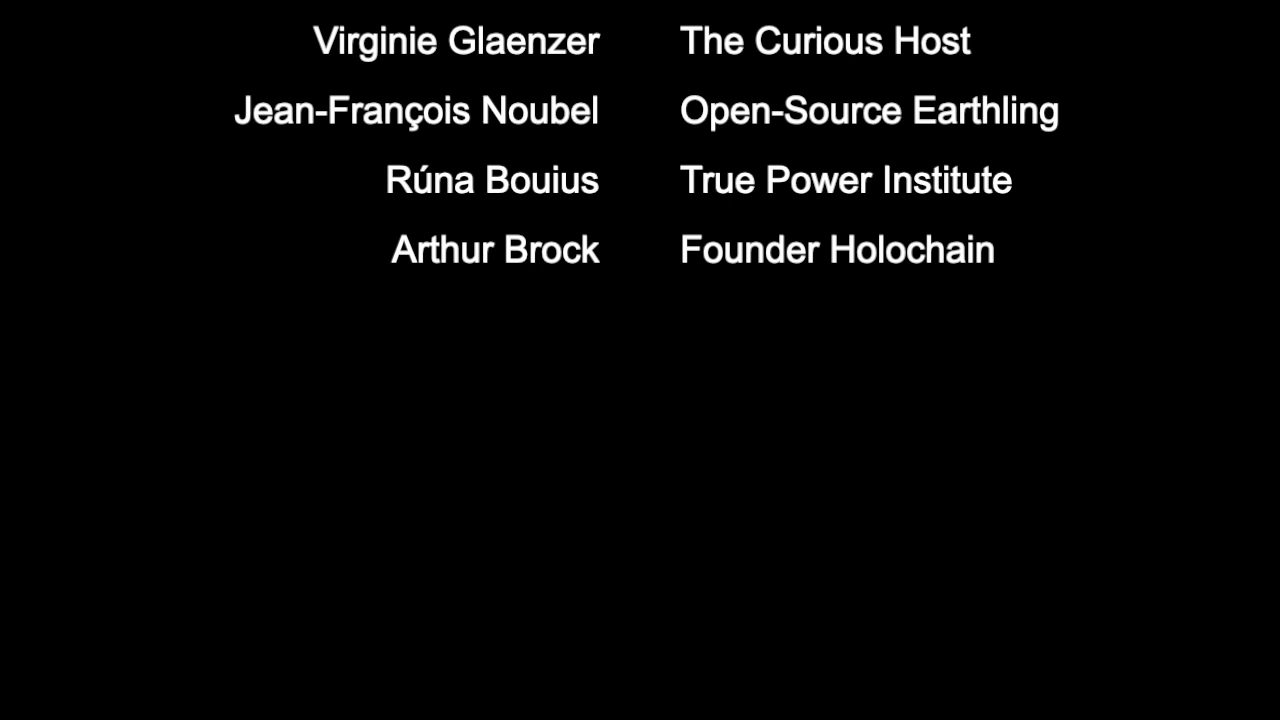 Virginie Glaenzer The Curious Host
Jean-François Noubel Open-Source Earthling
Rúna Bouius True Power Institute
Arthur Brock Founder Holochain